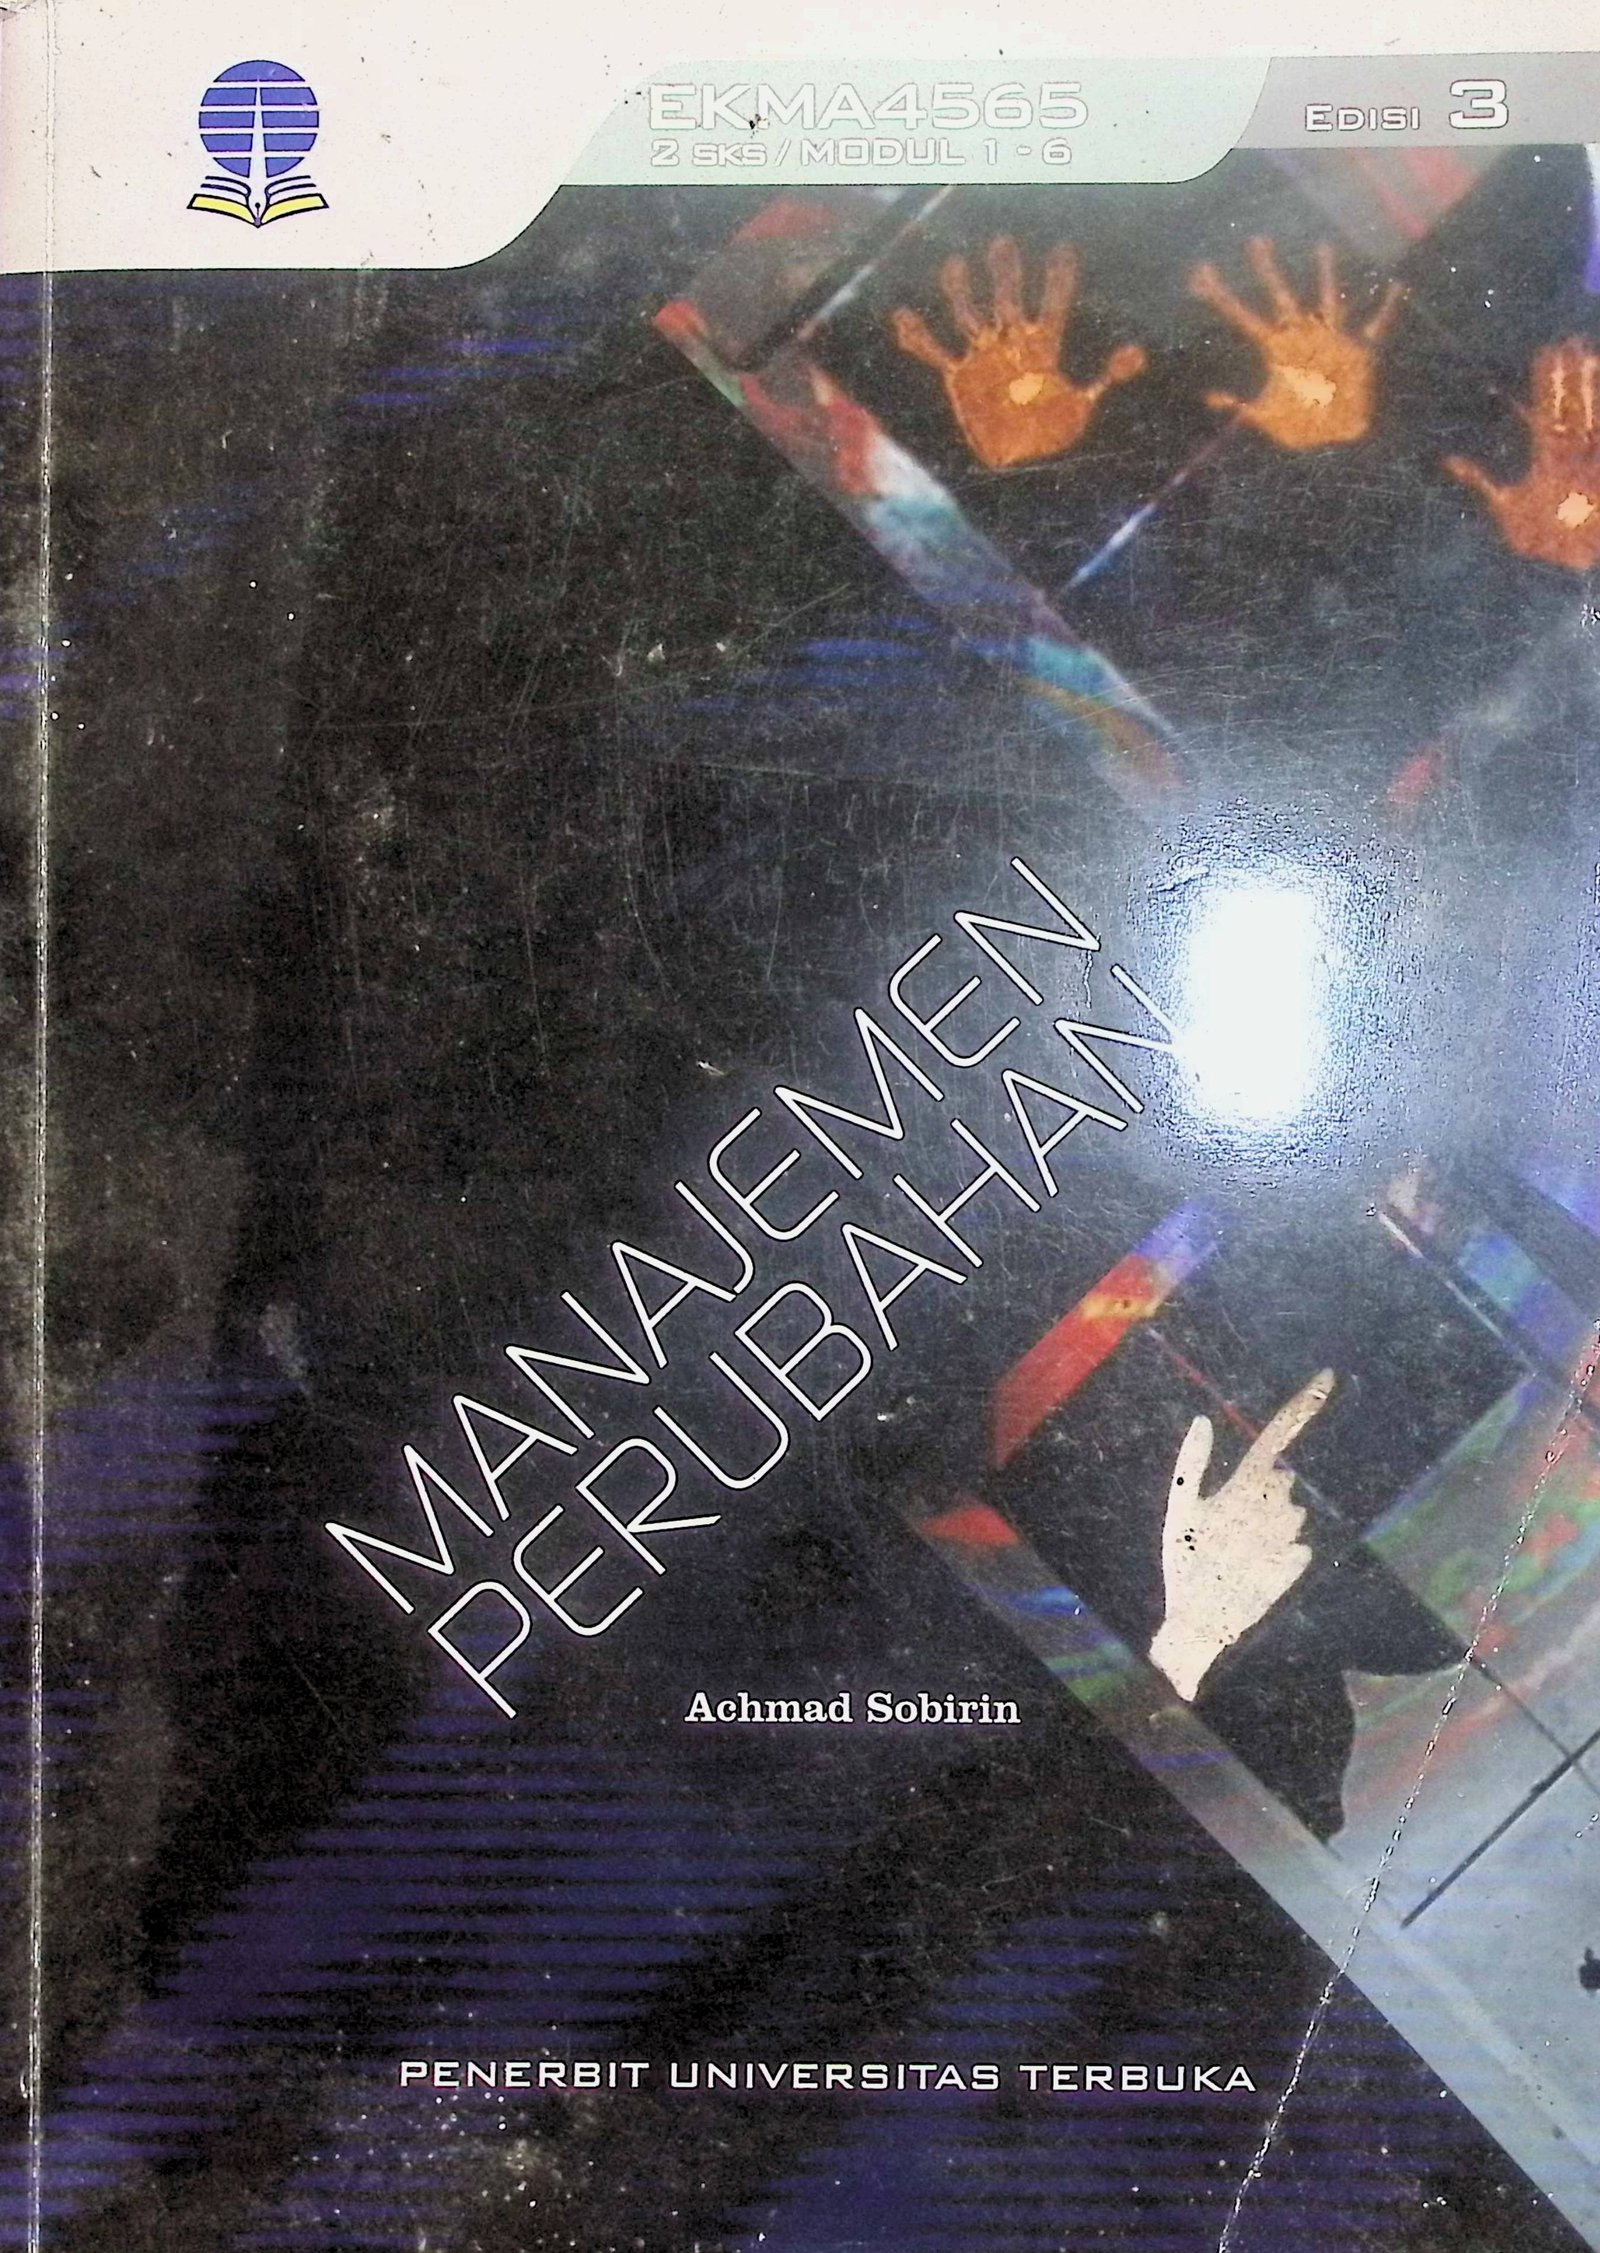 EKMA4565
2 SKS / MODUL 1 - 6
EDISI 3
MANAJEMEN
PERUBAHAN
Achmad Sobirin
PENERBIT UNIVERSITAS TERBUKA